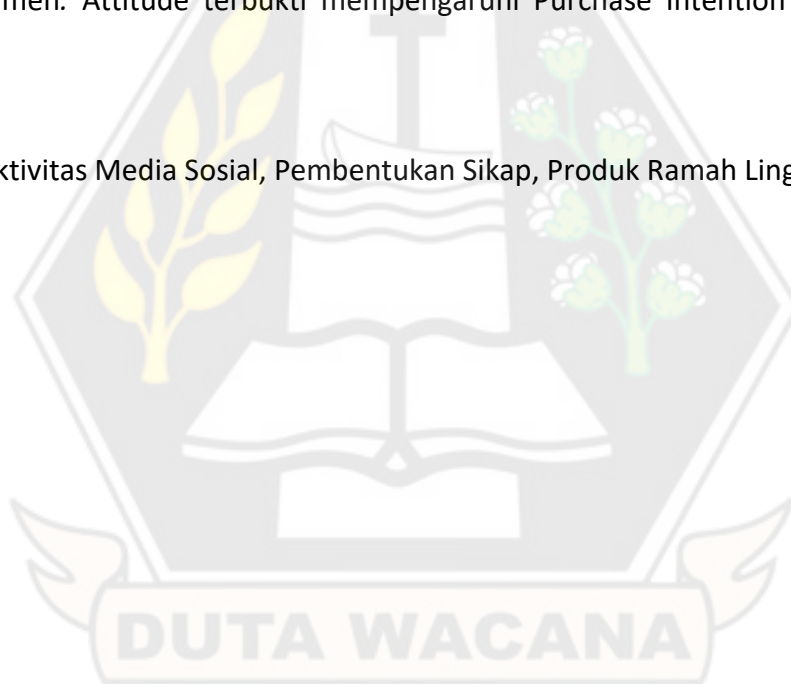 men. Attitude terbukti mempengaruhi Purchase Intention
ktivitas Media Sosial, Pembentukan Sikap, Produk Ramah Ling
DUTA WACANA